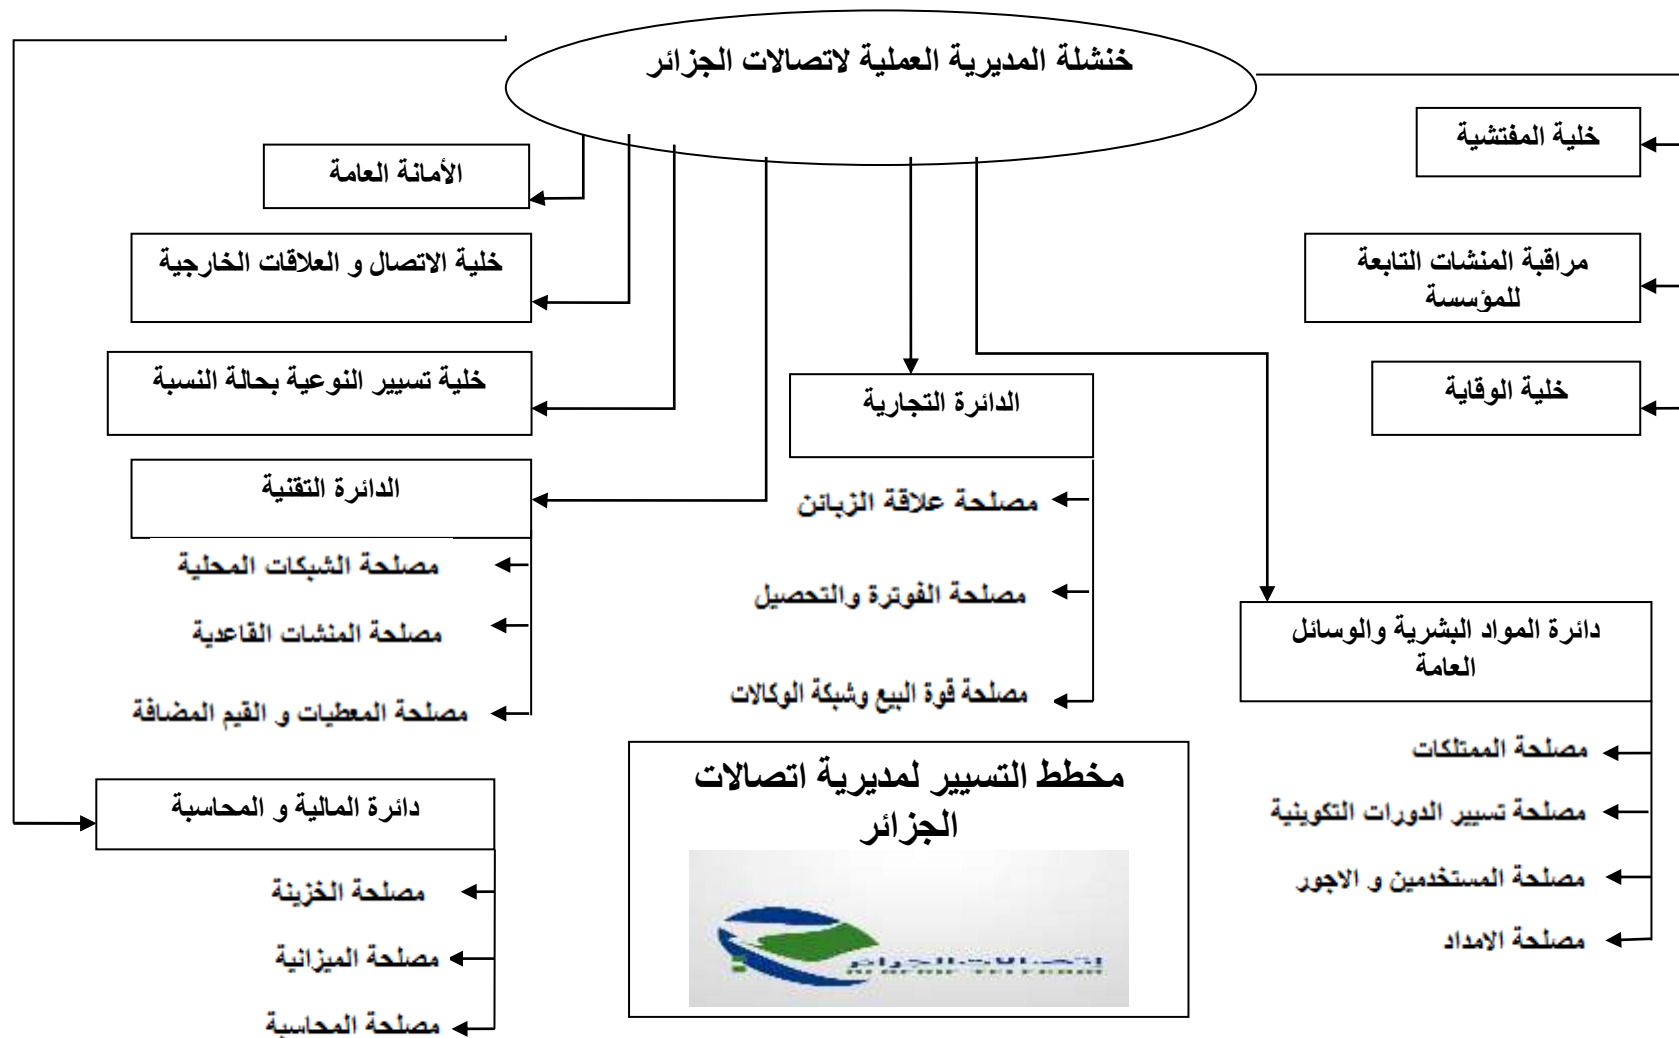 خنشلة المديرية العملية لاتصالات الجزائر
خلية المفتشية
الأمانة العامة
خلية الاتصال و العلاقات الخارجية
مراقبة المنشات التابعة
للمؤسسة
خلية تسيير النوعية بحالة النسبة
خلية الوقاية
الدائرة التجارية
مصلحة علاقة الزبائن
مصلحة الفوترة والتحصيل
مصلحة قوة البيع وشبكة الوكالات
الدائرة التقنية
مصلحة الشبكات المحلية
مصلحة المنشات القاعدية
مصلحة المعطيات و القيم المضافة
دائرة المواد البشرية والوسائل
العامة
مصلحة الممتلكات
مصلحة تسيير الدورات التكوينية
مصلحة المستخدمين و الاجور
مصلحة الامداد
دائرة المالية و المحاسبة
مصلحة الخزينة
مصلحة الميزانية
مصلحة المحاسبة
مخطط التسيير لمديرية اتصالات
الجزائر
اتصالات الجزائر